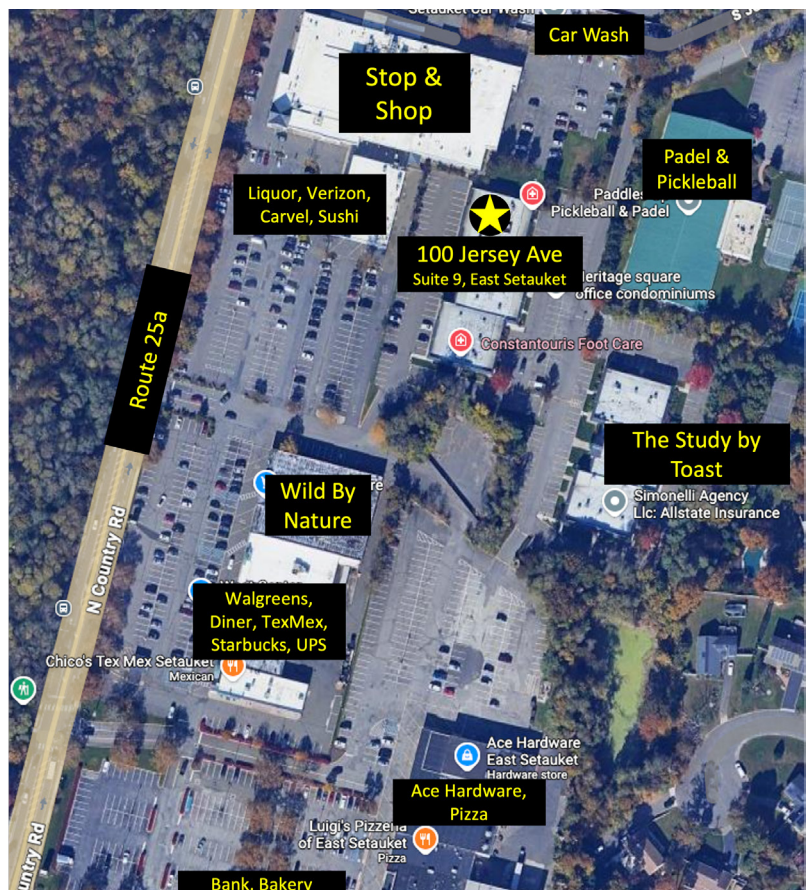 Setauket Car Wash
Car Wash
Stop &
Shop
Padel &
Pickleball
Liquor, Verizon,
Carvel, Sushi
Pickleball & Padel
100 Jersey Ave
Suite 9, East Setauket
Heritage square
office condominiums
Constantouris Foot Care
Route 25a
The Study by
Toast
Wild By
Nature
Simonelli Agency
Llc: Allstate Insurance
N Country Rd
Walgreens,
Diner, TexMex,
Starbucks, UPS
Chico's Tex Mex Setauket
Mexican
Ace Hardware
East Setauket
Hardware store
Ace Hardware,
Pizza
Luigi's Pizzeria
of East Setauket
Pizza
Bank, Bakery